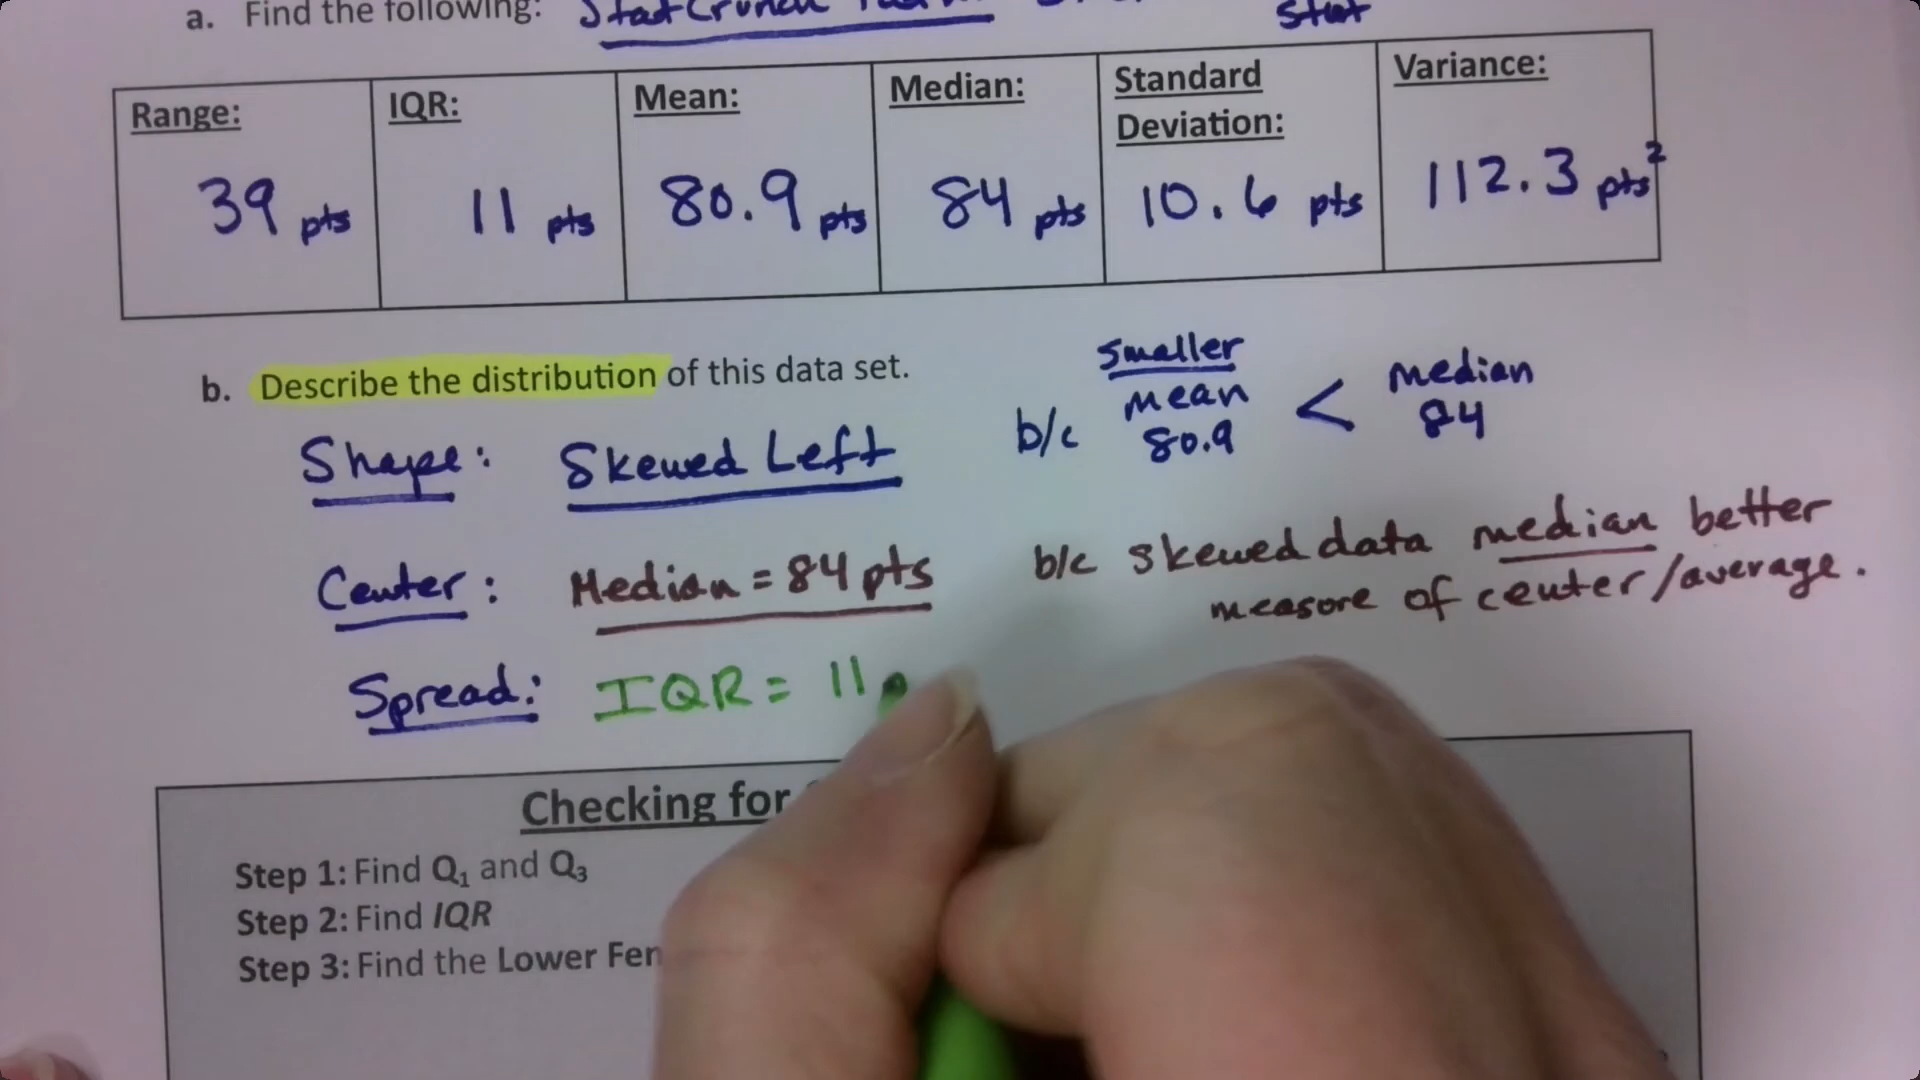 a. Find the following: StatCrunch
Stat
Range: IQR: Mean: Median: Standard Deviation: Variance:
39 pts 11 pts 80.9 pts 84 pts 10.6 pts 112.3 pts²
b. Describe the distribution of this data set.
Shape: Skewed Left b/c smaller mean 80.9 < median 84
Center: Median = 84 pts b/c skewed data median better
measure of center/average.
Spread: IQR = 11
Checking for
Step 1: Find Q₁ and Q₃
Step 2: Find IQR
Step 3: Find the Lower